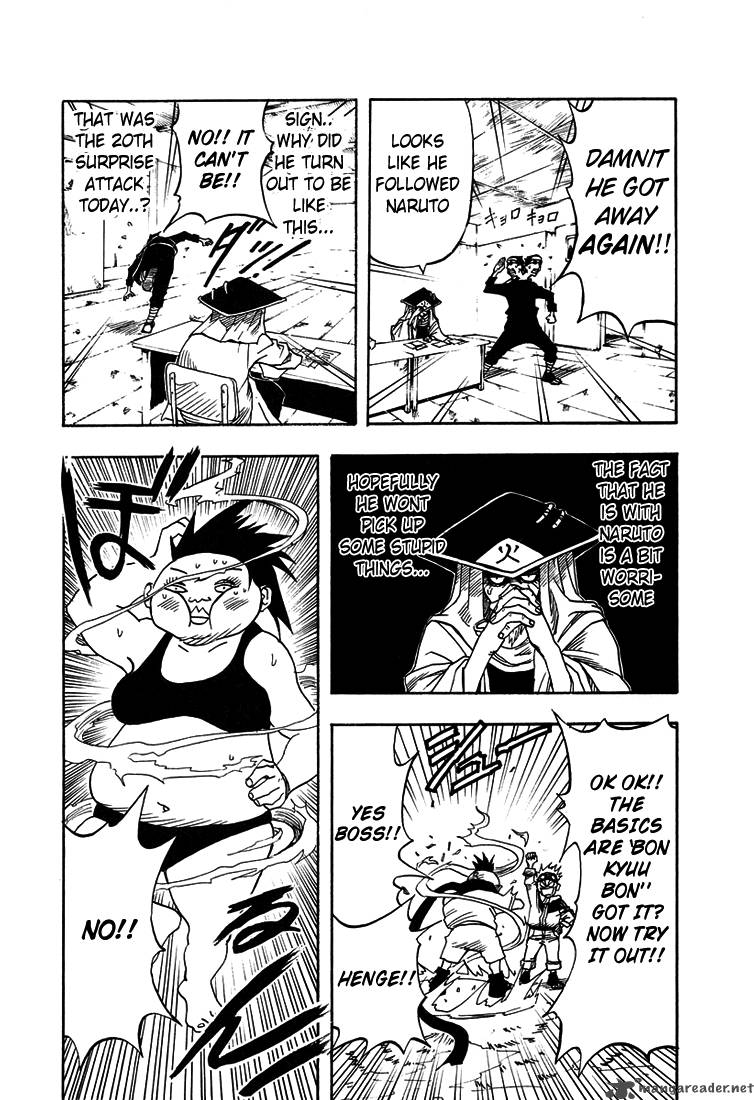 DAMNIT
HE GOT
AWAY
AGAIN!!
キョロ キョロ
LOOKS
LIKE HE
FOLLOWED
NARUTO
SIGN..
WHY DID
HE TURN
OUT TO BE
LIKE
THIS...
NO!! IT
CAN'T
BE!!
THAT WAS
THE 20TH
SURPRISE
ATTACK
TODAY..?
THE FACT
THAT HE
IS WITH
NARUTO
IS A BIT
WORRI-
SOME
HOPEFULLY
HE WONT
PICK UP
SOME STUPID
THINGS...
火
OK OK!!
THE
BASICS
ARE 'BON
KYUU
BON"
GOT IT?
NOW TRY
IT OUT!!
YES
BOSS!!
HENGE!!
ぼ
NO!!
mangareader.net